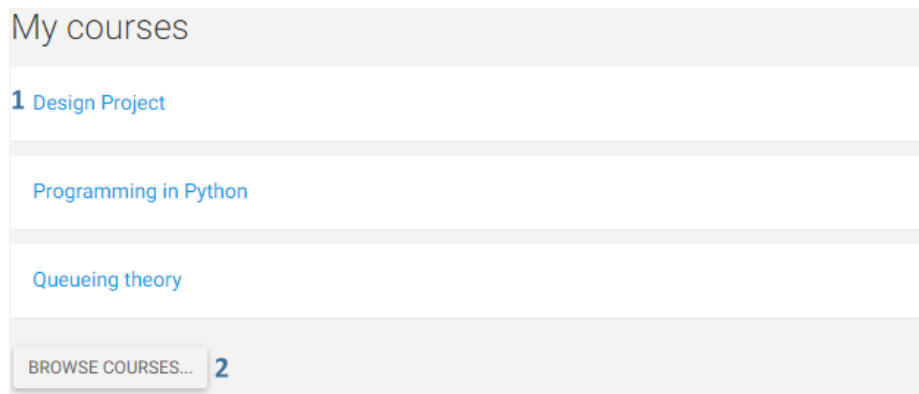 My courses
1 Design Project
Programming in Python
Queueing theory
BROWSE COURSES... 2